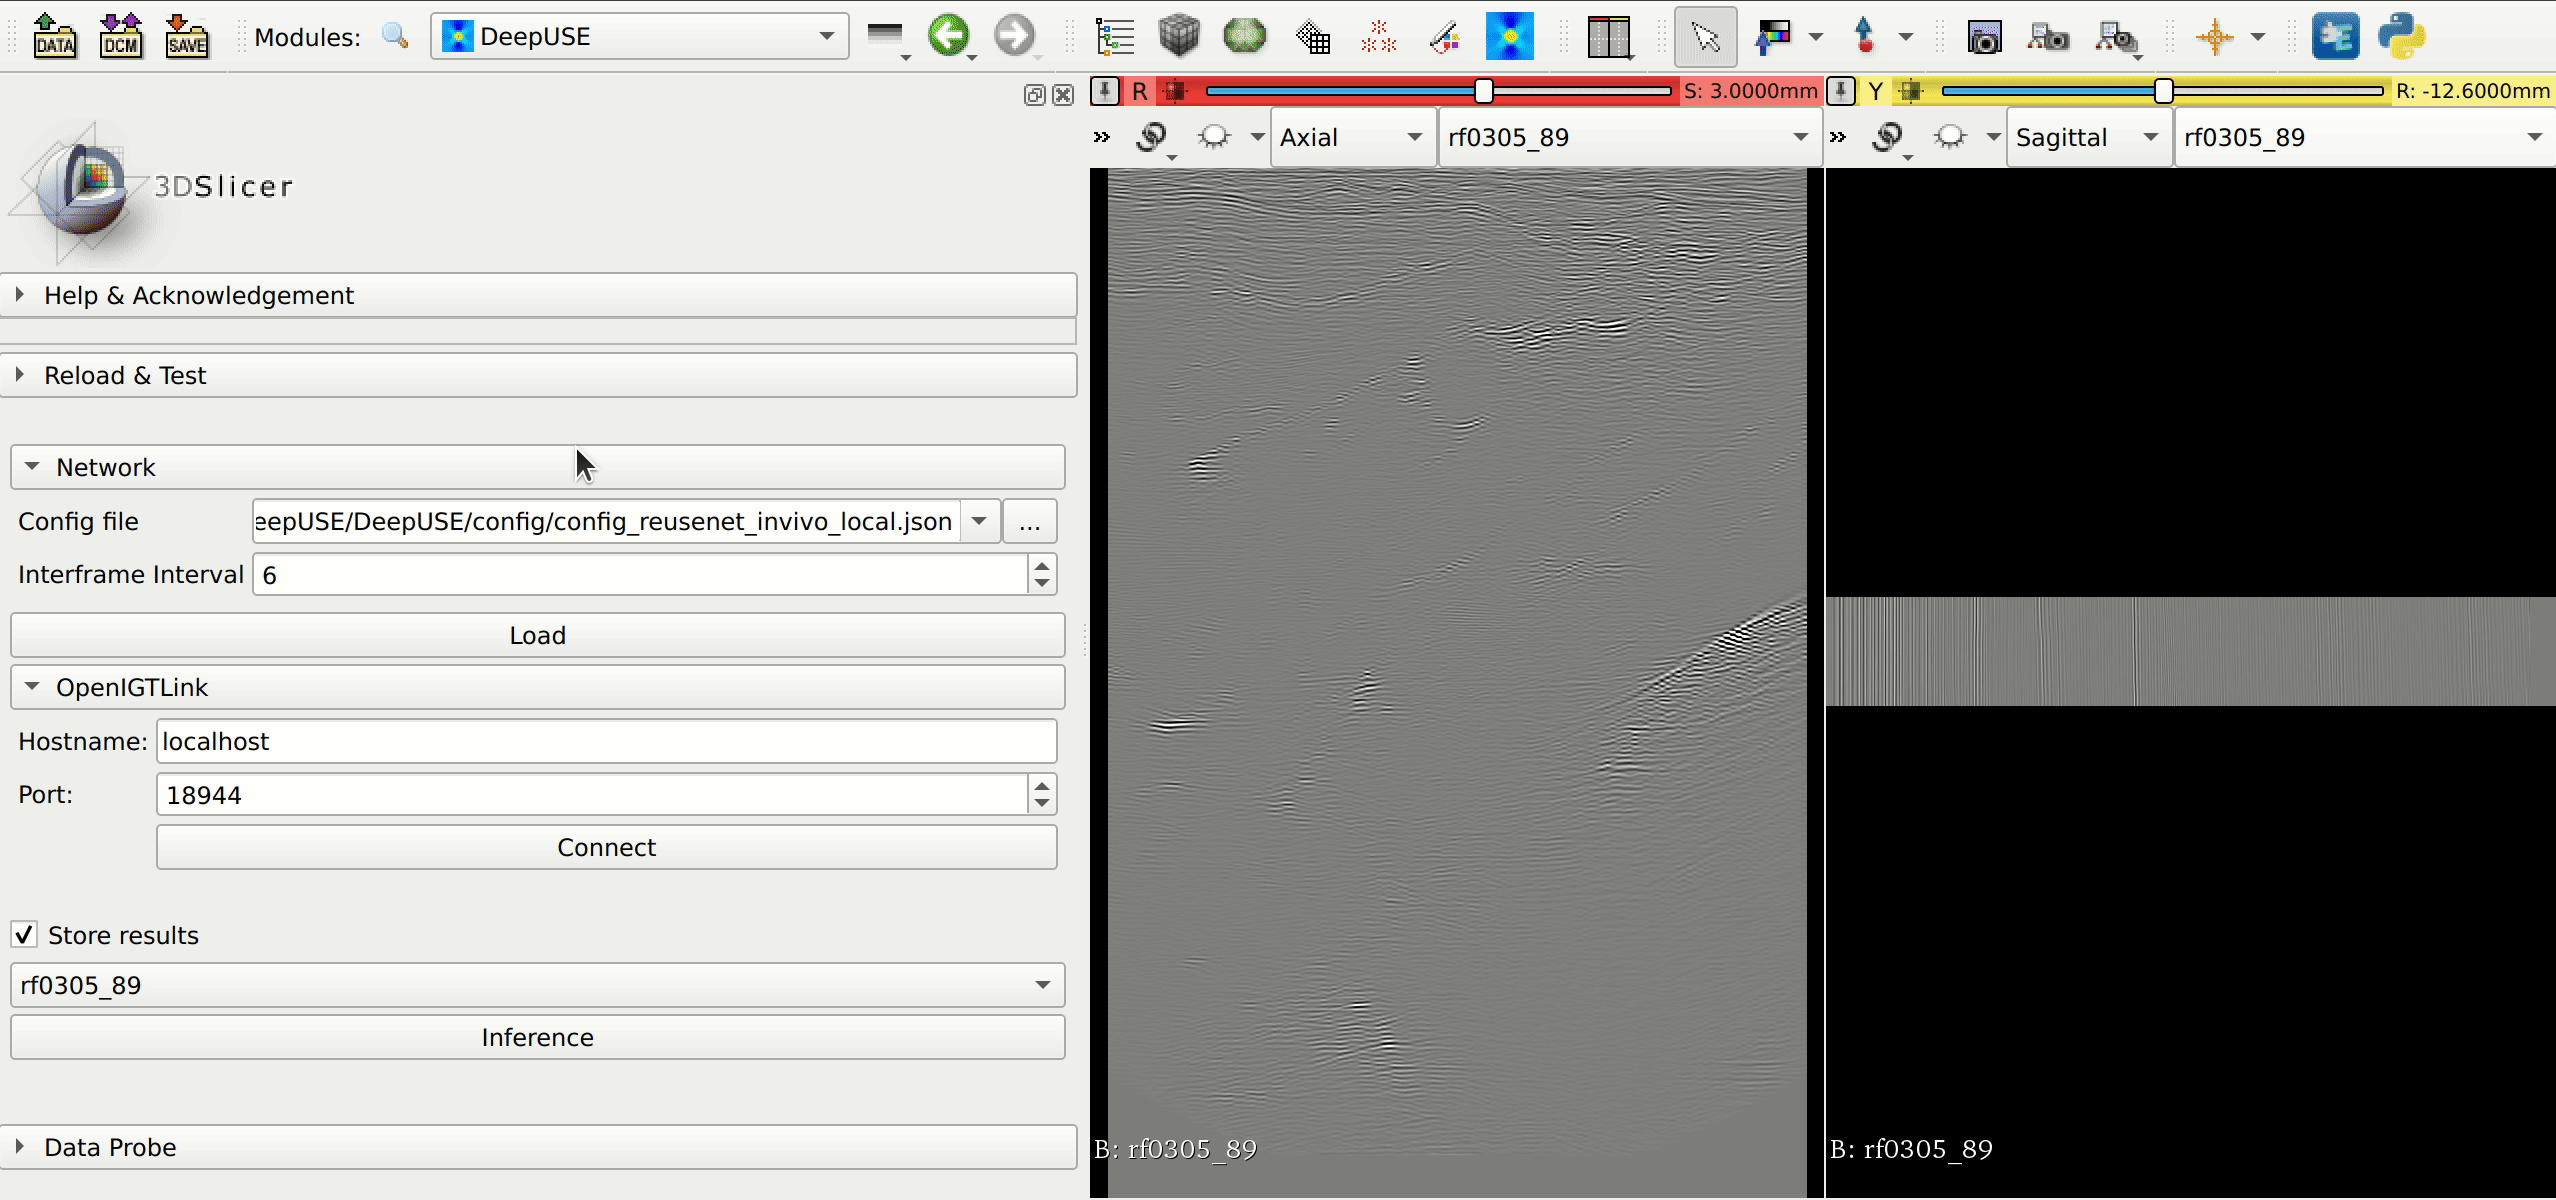 DATA DCM SAVE Modules: DeepUSE
R S: 3.0000mm Y R: -12.6000mm
» Axial rf0305_89 » Sagittal rf0305_89
3DSlicer
Help & Acknowledgement
Reload & Test
Network
Config file eepUSE/DeepUSE/config/config_reusenet_invivo_local.json ...
Interframe Interval 6
Load
OpenIGTLink
Hostname: localhost
Port: 18944
Connect
Store results
rf0305_89
Inference
Data Probe
B: rf0305_89 B: rf0305_89